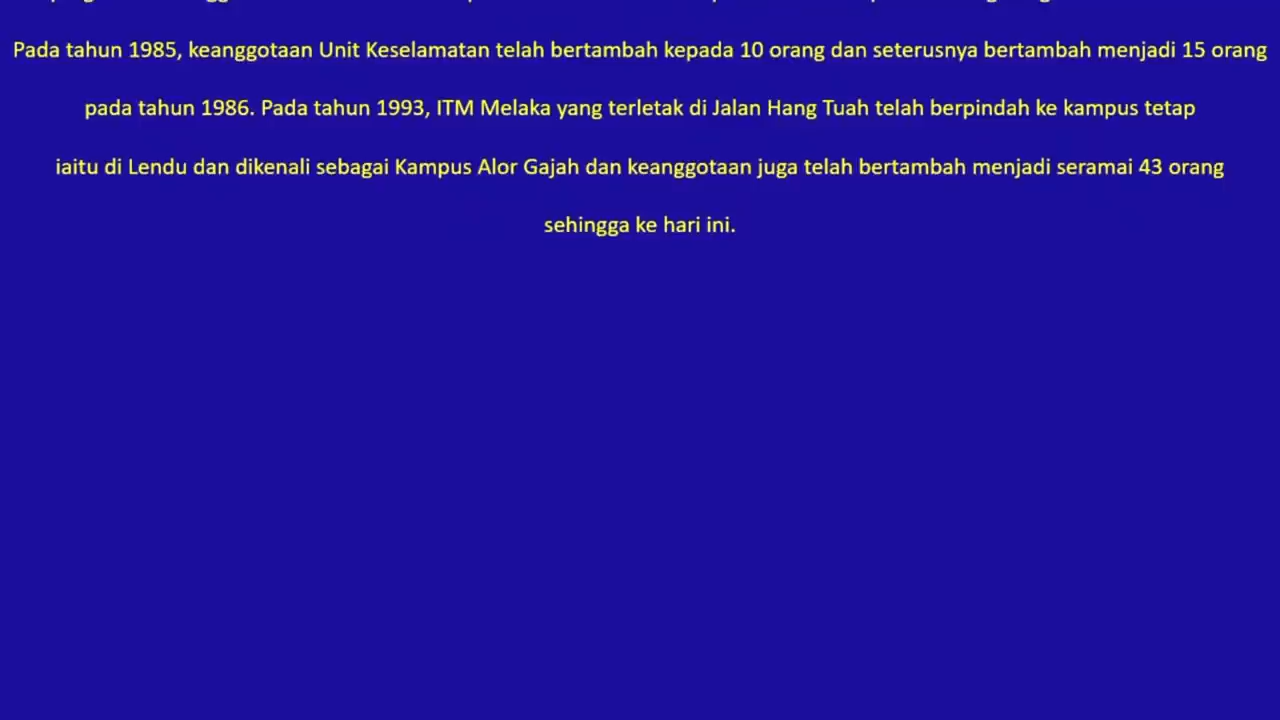 Pada tahun 1985, keanggotaan Unit Keselamatan telah bertambah kepada 10 orang dan seterusnya bertambah menjadi 15 orang
pada tahun 1986. Pada tahun 1993, ITM Melaka yang terletak di Jalan Hang Tuah telah berpindah ke kampus tetap
iaitu di Lendu dan dikenali sebagai Kampus Alor Gajah dan keanggotaan juga telah bertambah menjadi seramai 43 orang
sehingga ke hari ini.